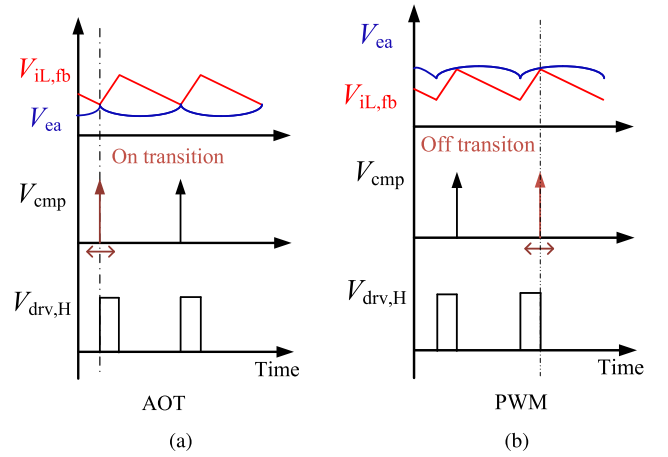 V_iL,fb
V_ea
On transition
V_cmp
V_drv,H
Time
AOT
(a)
V_ea
V_iL,fb
Off transiton
V_cmp
V_drv,H
Time
PWM
(b)